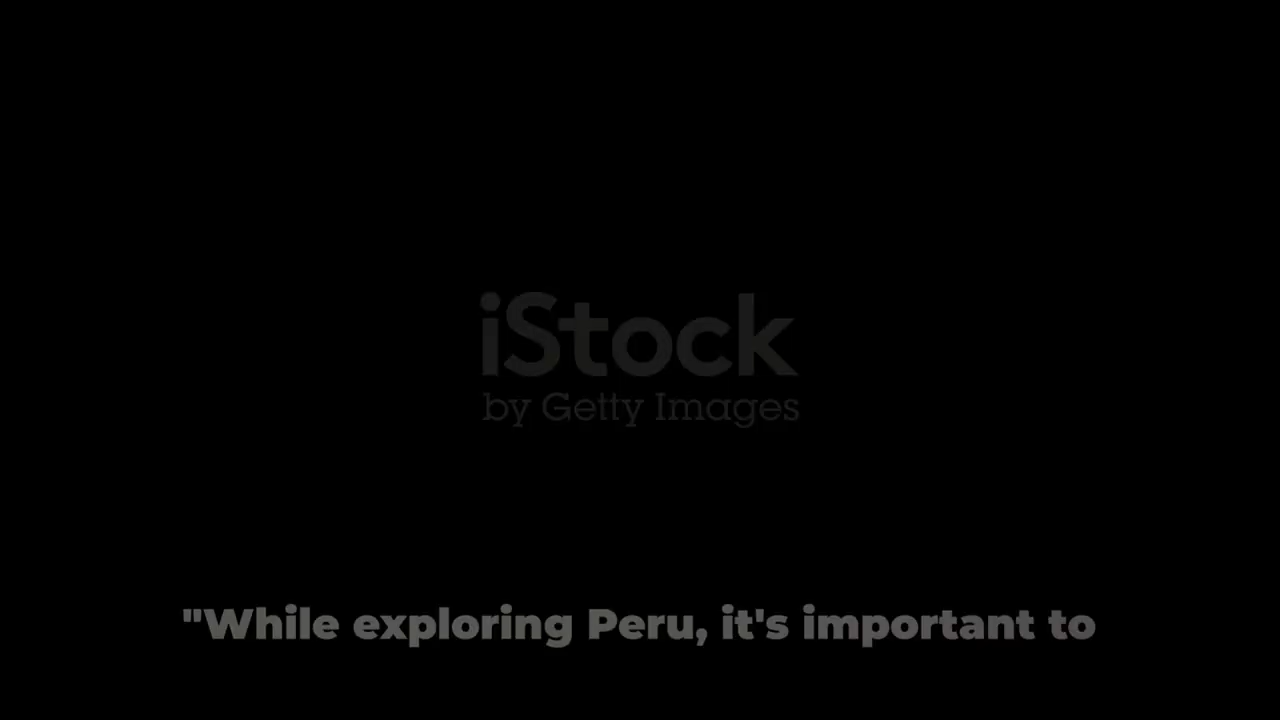 iStock
by Getty Images
"While exploring Peru, it's important to